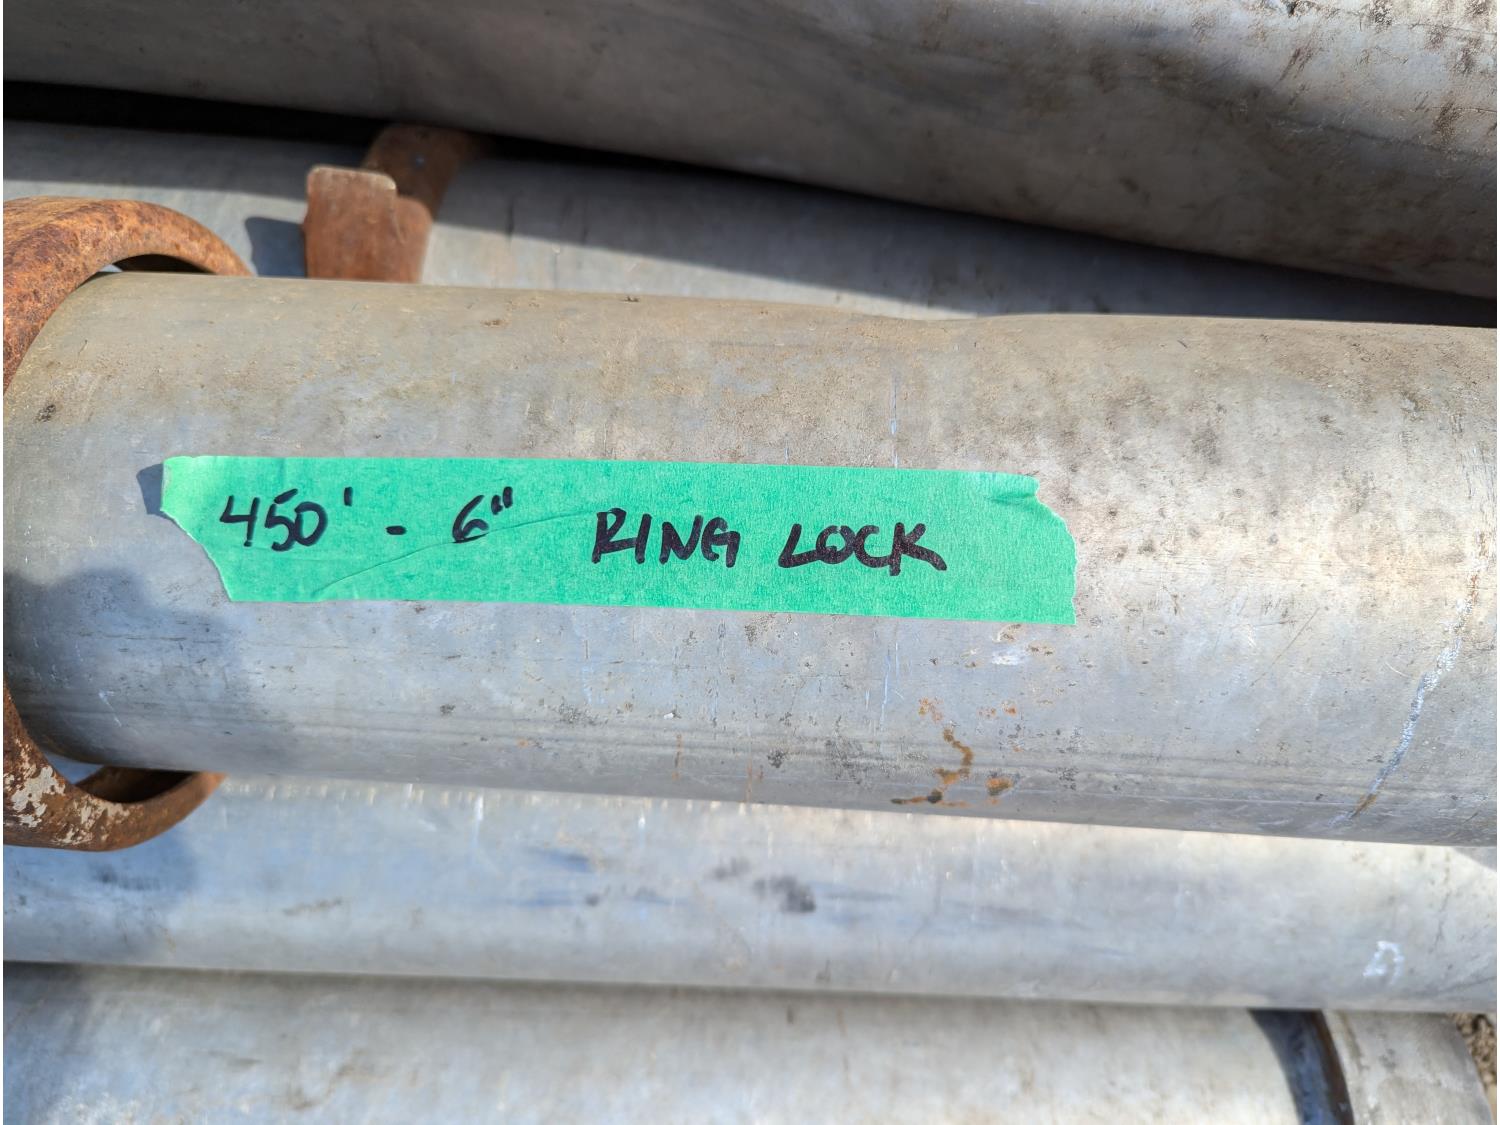 450' - 6" RING LOCK